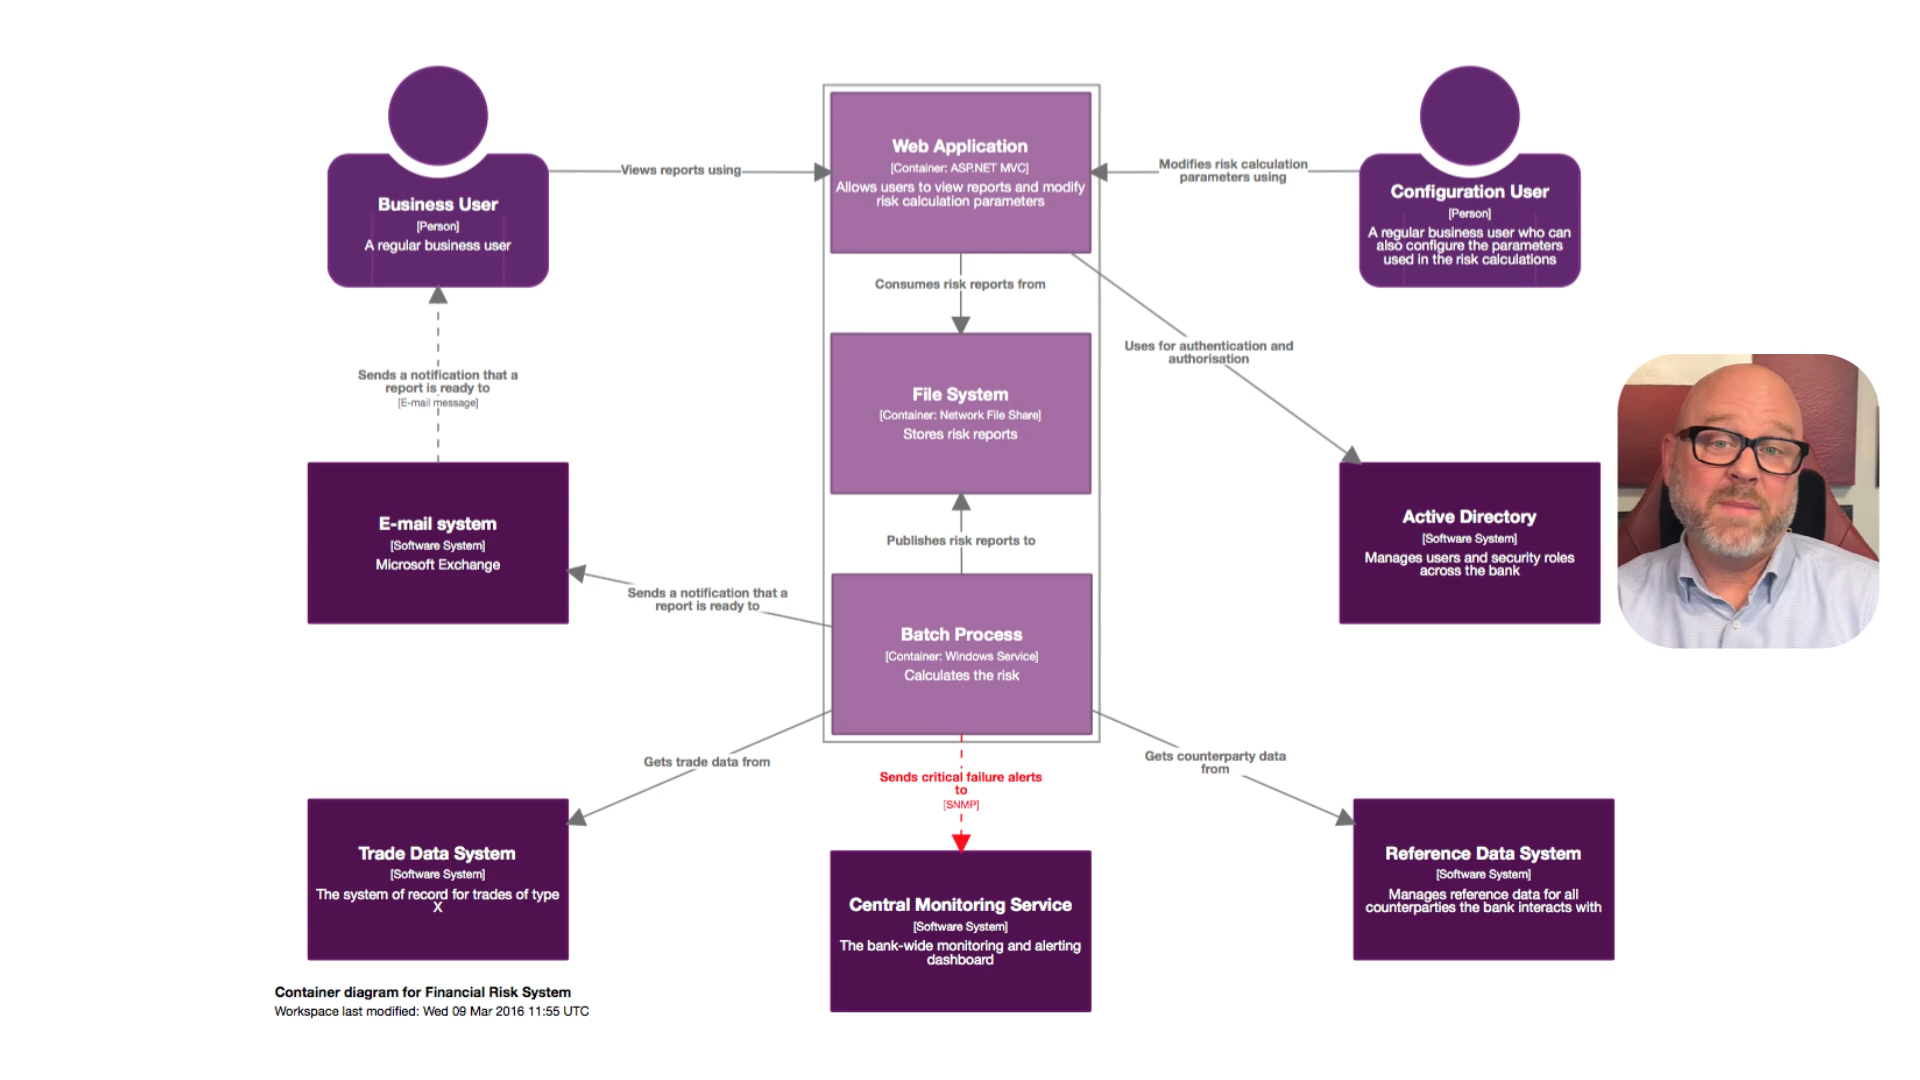 Business User
[Person]
A regular business user
Views reports using
Web Application
[Container: ASP.NET MVC]
Allows users to view reports and modify
risk calculation parameters
Modifies risk calculation
parameters using
Configuration User
[Person]
A regular business user who can
also configure the parameters
used in the risk calculations
Consumes risk reports from
Uses for authentication and
authorisation
Sends a notification that a
report is ready to
[E-mail message]
File System
[Container: Network File Share]
Stores risk reports
E-mail system
[Software System]
Microsoft Exchange
Active Directory
[Software System]
Manages users and security roles
across the bank
Publishes risk reports to
Sends a notification that a
report is ready to
Batch Process
[Container: Windows Service]
Calculates the risk
Gets trade data from
Sends critical failure alerts
to
[SNMP]
Gets counterparty data
from
Trade Data System
[Software System]
The system of record for trades of type
X
Central Monitoring Service
[Software System]
The bank-wide monitoring and alerting
dashboard
Reference Data System
[Software System]
Manages reference data for all
counterparties the bank interacts with
Container diagram for Financial Risk System
Workspace last modified: Wed 09 Mar 2016 11:55 UTC